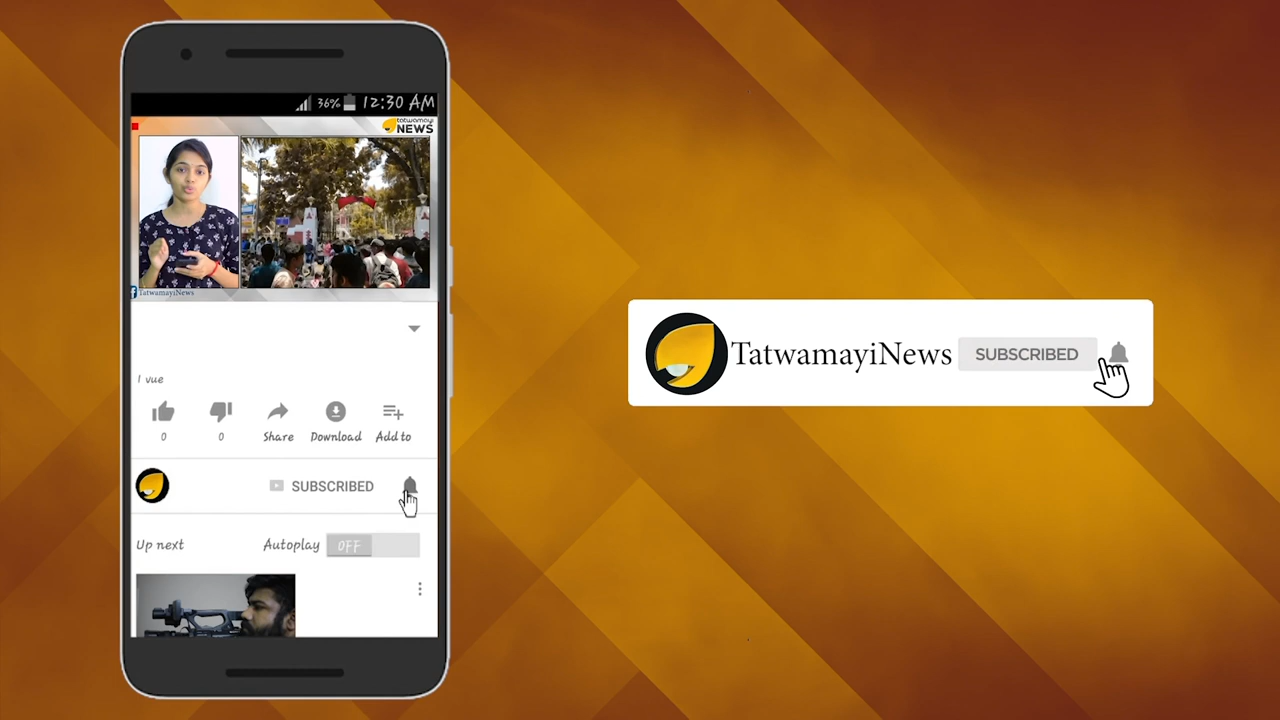 36% 12:30 AM
tatwamayi
NEWS
TatwamayiNews
1 vue
0 0 Share Download Add to
SUBSCRIBED
Up next Autoplay OFF
TatwamayiNews SUBSCRIBED